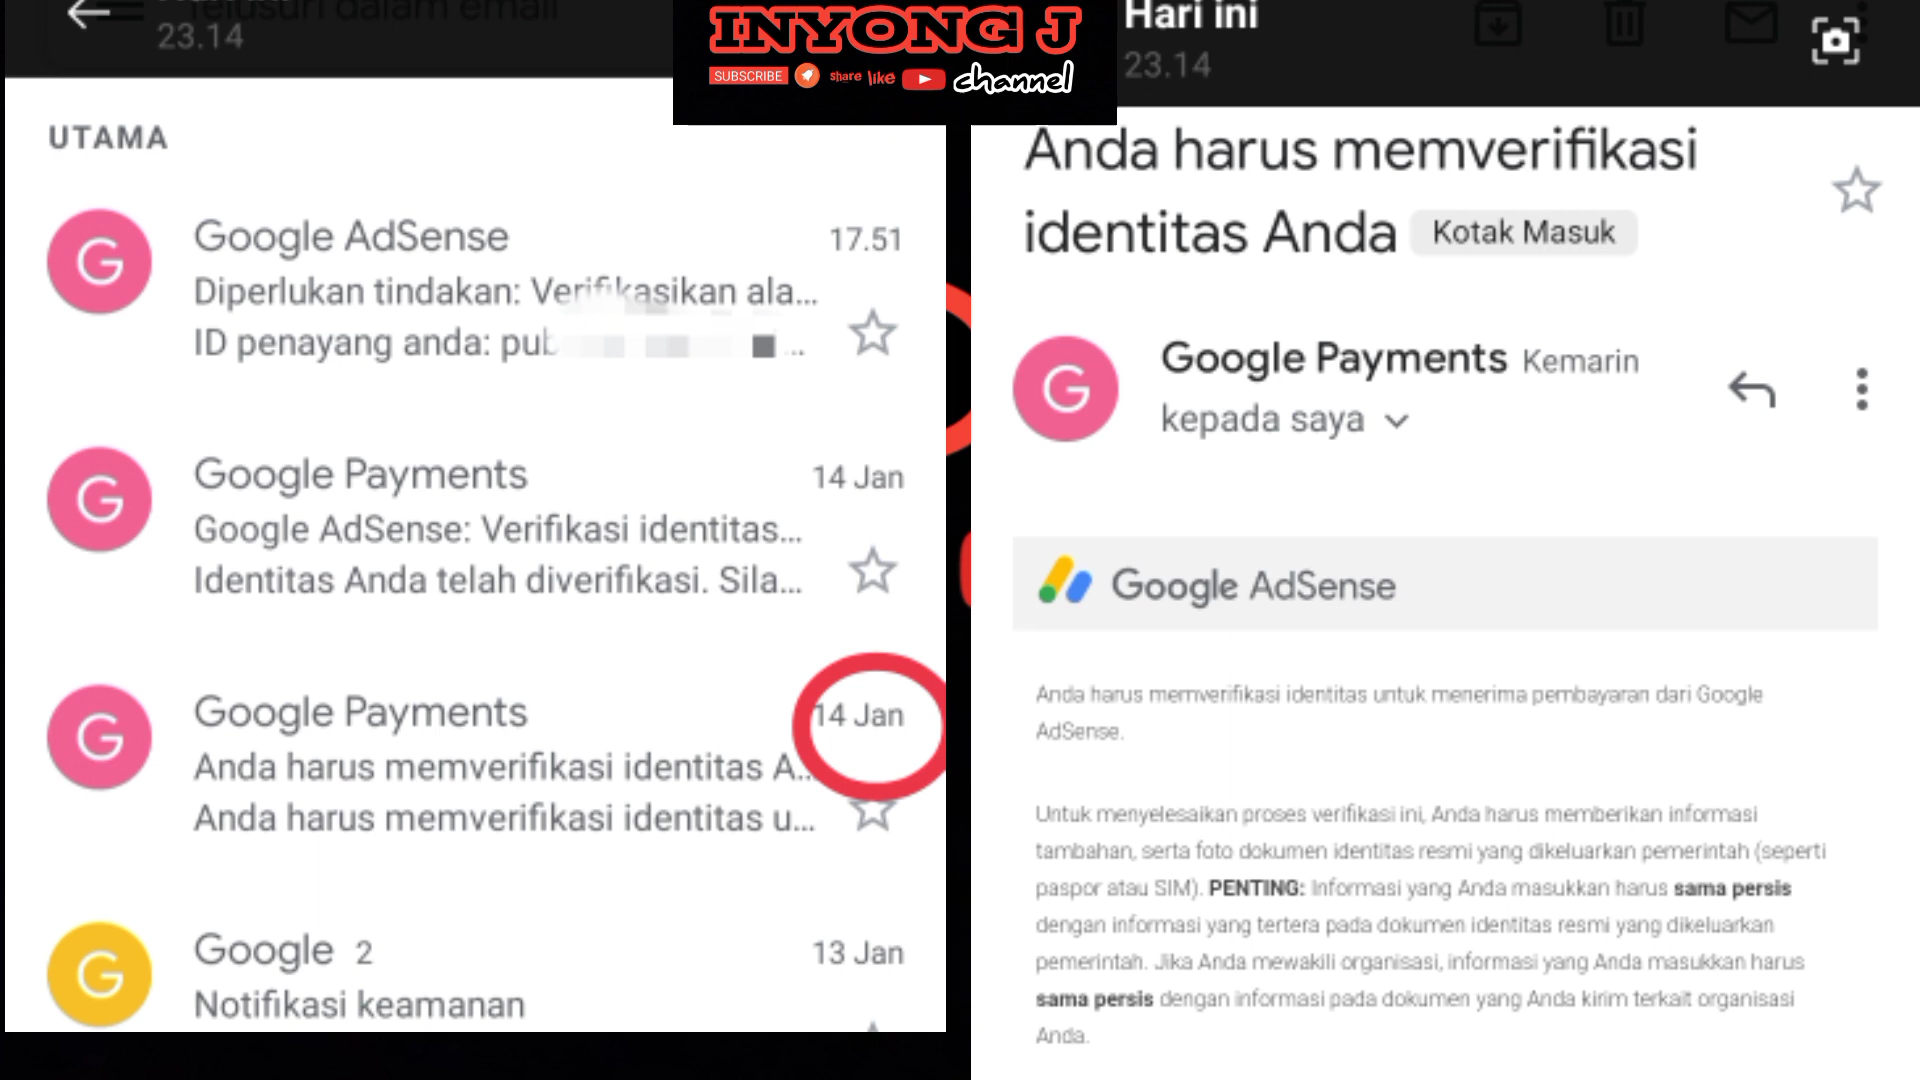 Telusuri dalam email
23.14
UTAMA
Google AdSense 17.51
Diperlukan tindakan: Verifikasikan ala...
ID penayang anda: pub ...
Google Payments 14 Jan
Google AdSense: Verifikasi identitas...
Identitas Anda telah diverifikasi. Sila...
Google Payments 14 Jan
Anda harus memverifikasi identitas A...
Anda harus memverifikasi identitas u...
Google 2 13 Jan
Notifikasi keamanan
INYONG J
SUBSCRIBE share like channel
Hari ini
23.14
Anda harus memverifikasi
identitas Anda Kotak Masuk
Google Payments Kemarin
kepada saya
Google AdSense
Anda harus memverifikasi identitas untuk menerima pembayaran dari Google
AdSense.
Untuk menyelesaikan proses verifikasi ini, Anda harus memberikan informasi
tambahan, serta foto dokumen identitas resmi yang dikeluarkan pemerintah (seperti
paspor atau SIM). PENTING: Informasi yang Anda masukkan harus sama persis
dengan informasi yang tertera pada dokumen identitas resmi yang dikeluarkan
pemerintah. Jika Anda mewakili organisasi, informasi yang Anda masukkan harus
sama persis dengan informasi pada dokumen yang Anda kirim terkait organisasi
Anda.